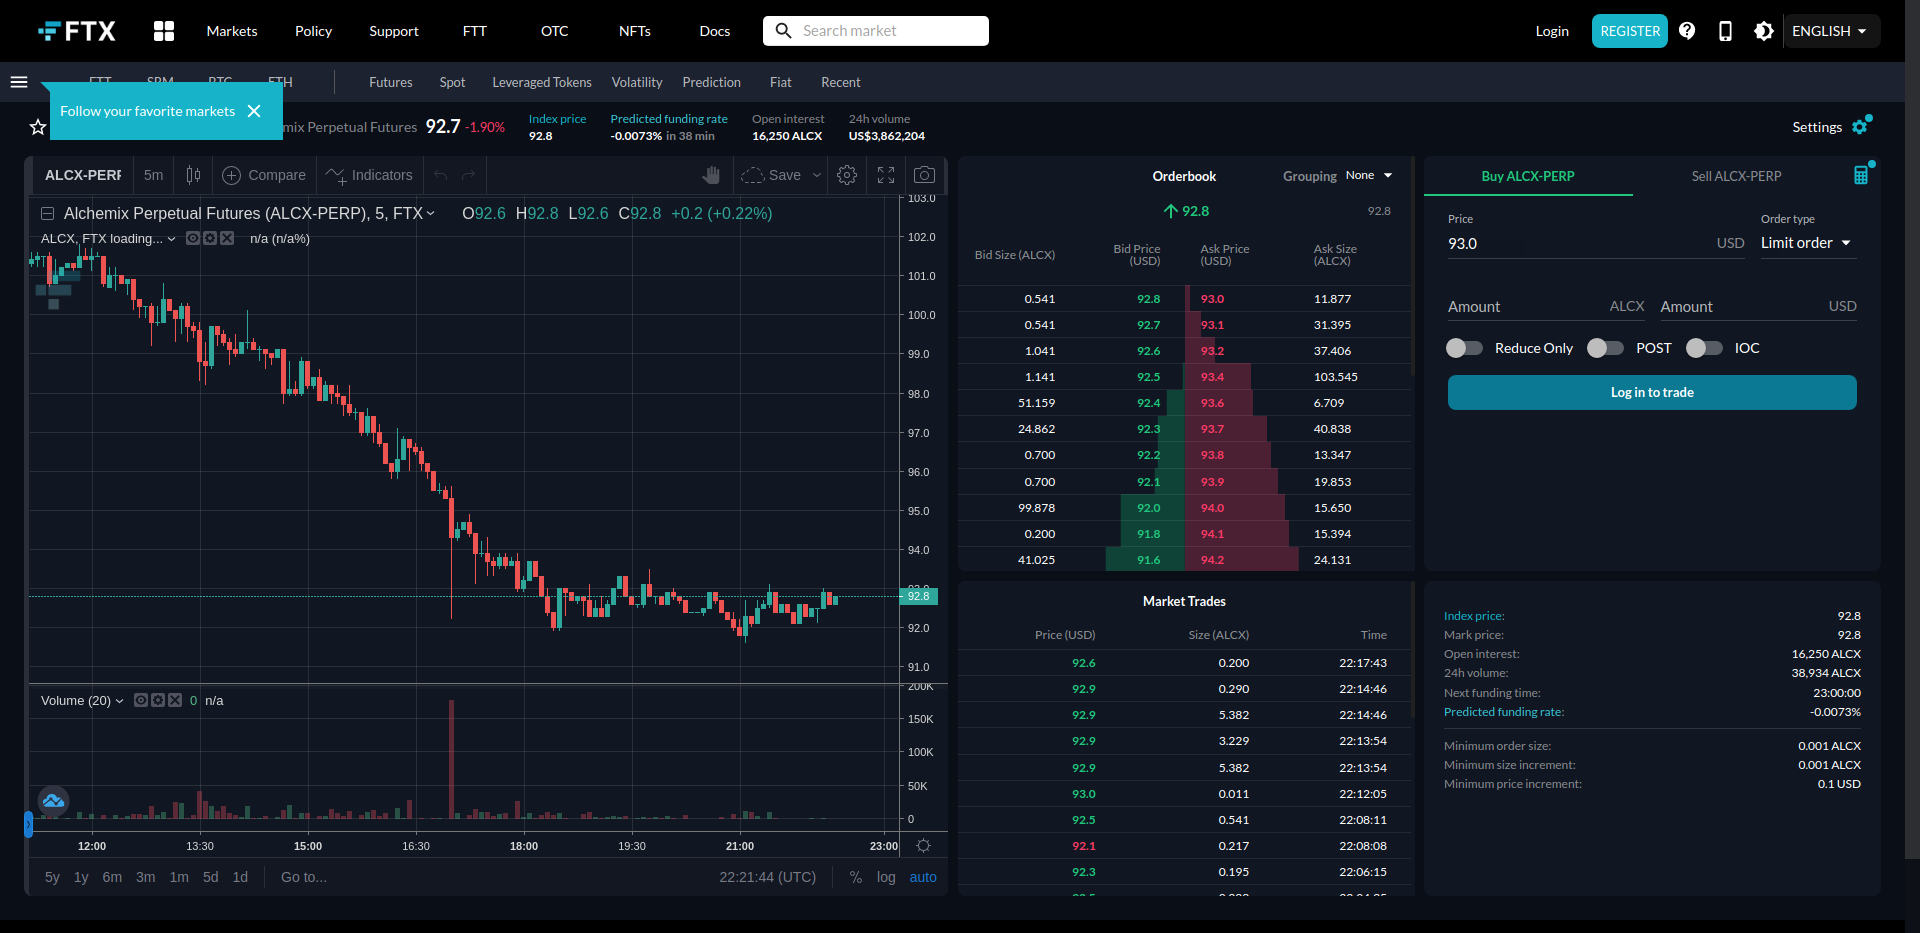 FTX
Markets
Policy
Support
FTT
OTC
NFTs
Docs
Search market
Login
REGISTER
ENGLISH
FTT
BTC
ETH
Futures
Spot
Leveraged Tokens
Volatility
Prediction
Fiat
Recent
Follow your favorite markets
mix Perpetual Futures
92.7 -1.90%
Index price
92.8
Predicted funding rate
-0.0073% in 38 min
Open interest
16,250 ALCX
24h volume
US$3,862,204
Settings
ALCX-PERP
5m
Compare
Indicators
Save
Alchemix Perpetual Futures (ALCX-PERP), 5, FTX
O92.6 H92.8 L92.6 C92.8 +0.2 (+0.22%)
ALCX, FTX loading...
n/a (n/a%)
103.0
102.0
101.0
100.0
99.0
98.0
97.0
96.0
95.0
94.0
93.0
92.8
92.0
91.0
Volume (20)
0 n/a
200K
150K
100K
50K
0
12:00 13:30 15:00 16:30 18:00 19:30 21:00 23:00
5y 1y 6m 3m 1m 5d 1d Go to...
22:21:44 (UTC) % log auto
Orderbook
Grouping None
92.8
92.8
Bid Size (ALCX) Bid Price (USD) Ask Price (USD) Ask Size (ALCX)
0.541 92.8 93.0 11.877
0.541 92.7 93.1 31.395
1.041 92.6 93.2 37.406
1.141 92.5 93.4 103.545
51.159 92.4 93.6 6.709
24.862 92.3 93.7 40.838
0.700 92.2 93.8 13.347
0.700 92.1 93.9 19.853
99.878 92.0 94.0 15.650
0.200 91.8 94.1 15.394
41.025 91.6 94.2 24.131
Market Trades
Price (USD) Size (ALCX) Time
92.6 0.200 22:17:43
92.9 0.290 22:14:46
92.9 5.382 22:14:46
92.9 3.229 22:13:54
92.9 5.382 22:13:54
93.0 0.011 22:12:05
92.5 0.541 22:08:11
92.1 0.217 22:08:08
92.3 0.195 22:06:15
Buy ALCX-PERP
Sell ALCX-PERP
Price
93.0 USD
Order type
Limit order
Amount ALCX
Amount USD
Reduce Only
POST
IOC
Log in to trade
Index price: 92.8
Mark price: 92.8
Open interest: 16,250 ALCX
24h volume: 38,934 ALCX
Next funding time: 23:00:00
Predicted funding rate: -0.0073%
Minimum order size: 0.001 ALCX
Minimum size increment: 0.001 ALCX
Minimum price increment: 0.1 USD